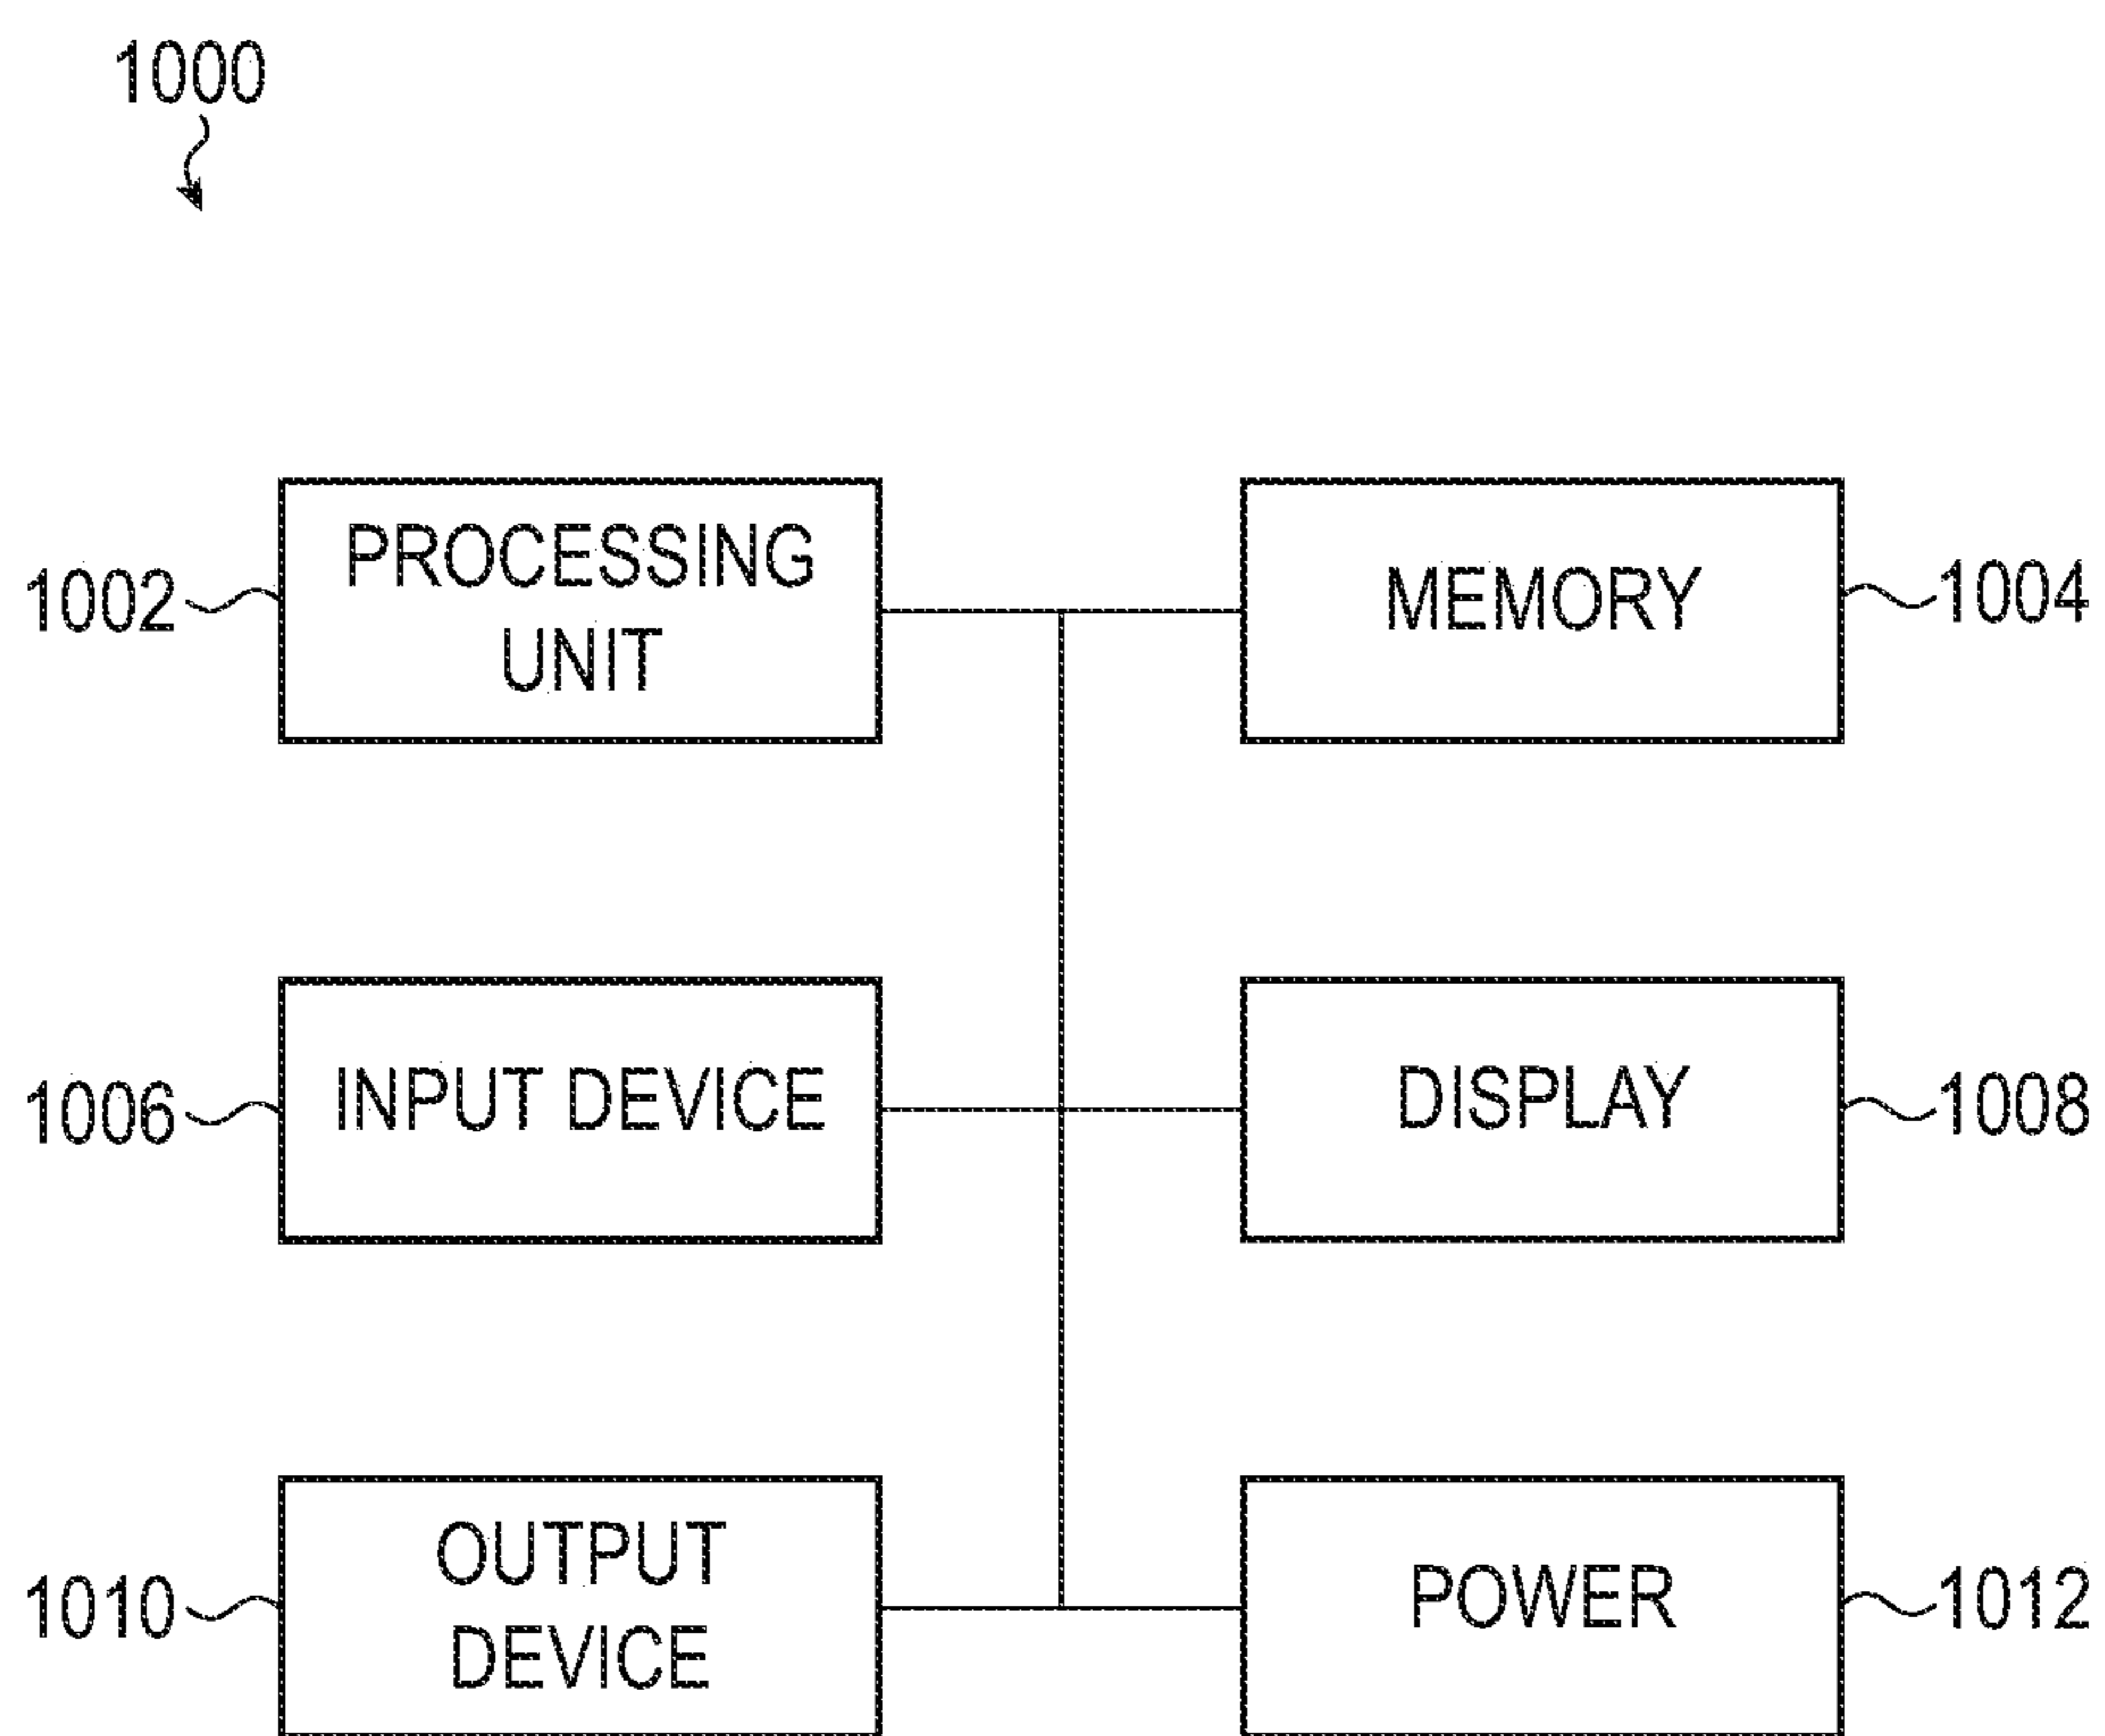 1000
PROCESSING
UNIT
1002
MEMORY
1004
INPUT DEVICE
1006
DISPLAY
1008
OUTPUT
DEVICE
1010
POWER
1012